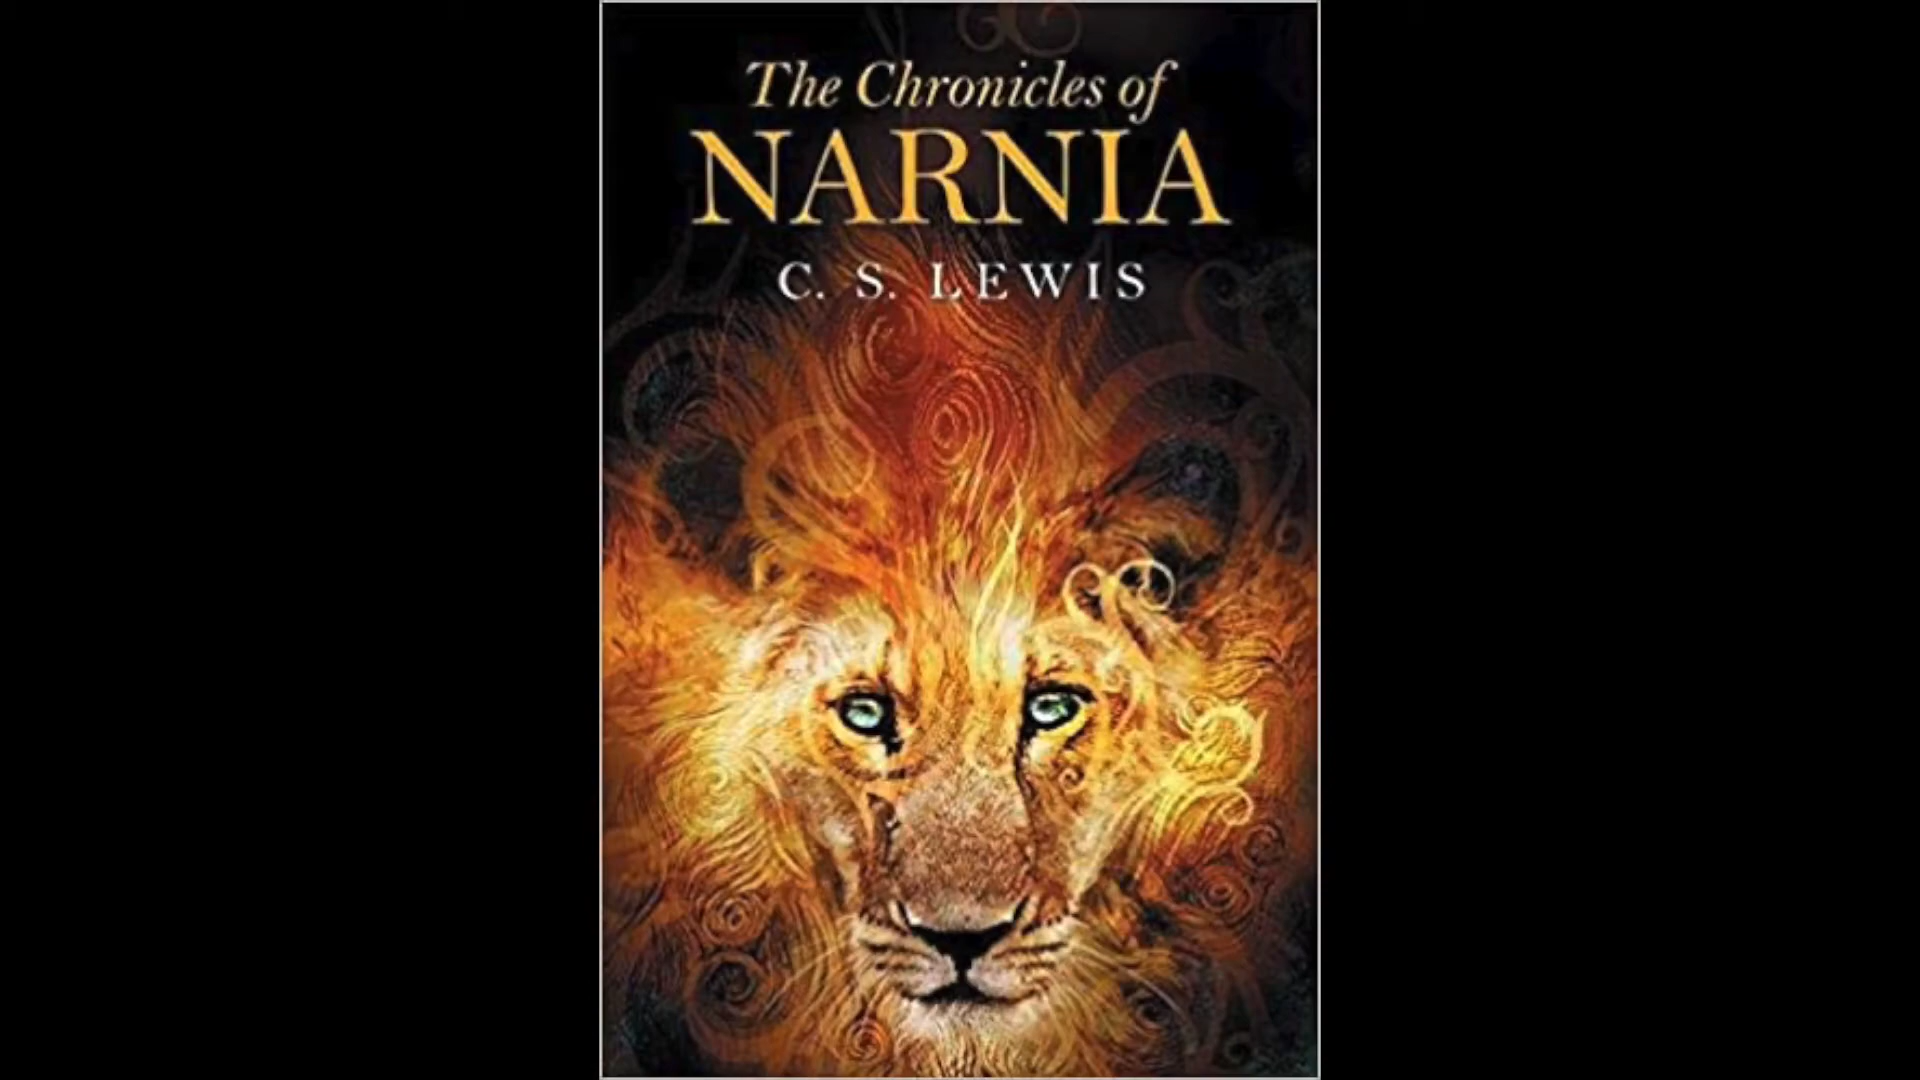 The Chronicles of
NARNIA
C. S. LEWIS